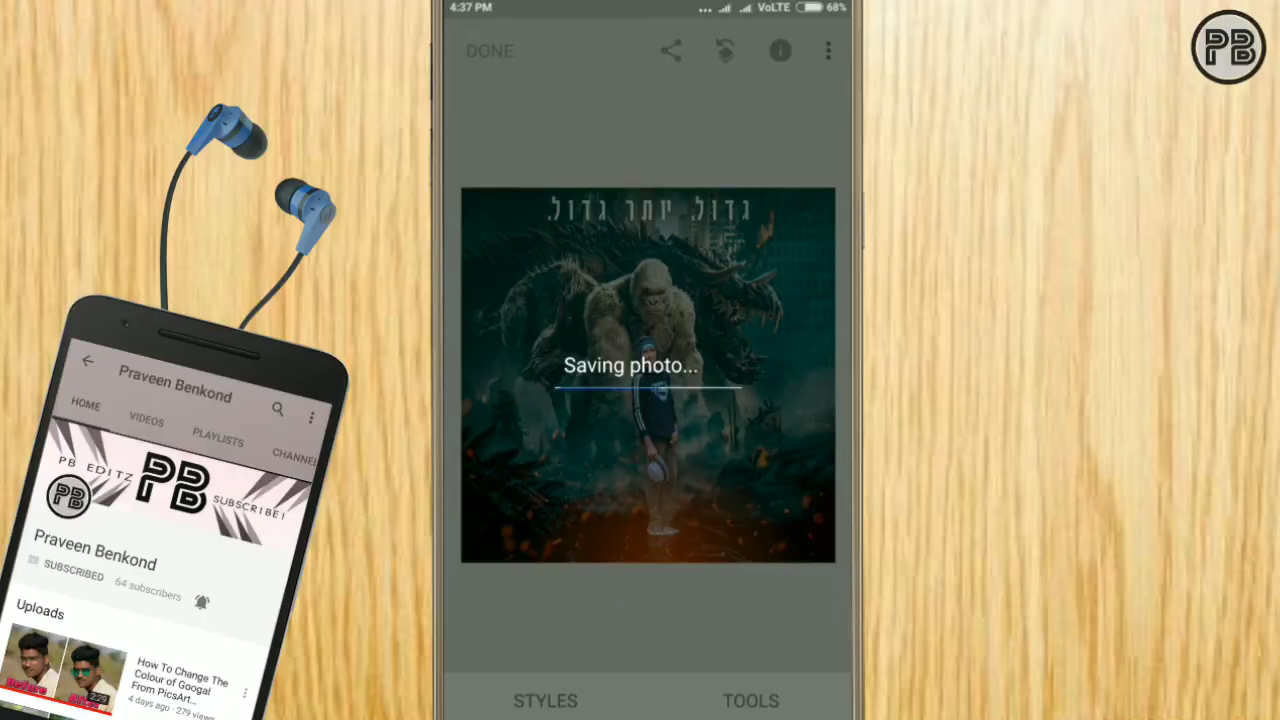 4:37 PM
VoLTE 68%
DONE
PB
גדול. יותר גדול.
Saving photo...
STYLES
TOOLS
Praveen Benkond
HOME
VIDEOS
PLAYLISTS
CHANNE
PB EDITZ
PB
SUBSCRIBE!
PB
Praveen Benkond
SUBSCRIBED
64 subscribers
Uploads
Before
2:29
How To Change The
Colour of Googal
From PicsArt...
4 days ago · 279 views